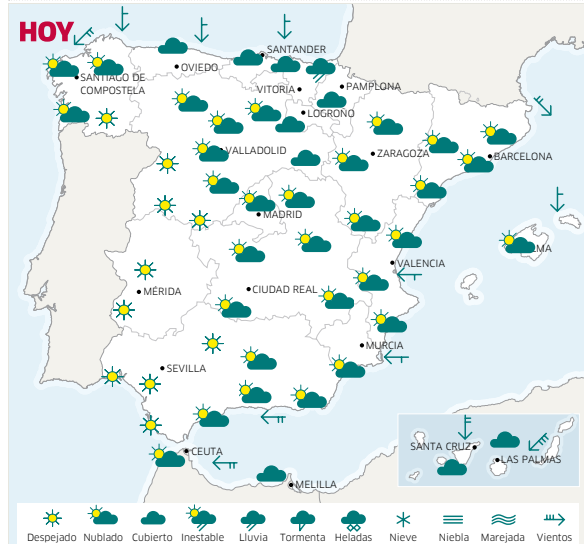 HOY
SANTANDER
OVIEDO
SANTIAGO DE
COMPOSTELA
VITORIA
PAMPLONA
LOGROÑO
VALLADOLID
ZARAGOZA
BARCELONA
MADRID
VALENCIA
CIUDAD REAL
MÉRIDA
MURCIA
SEVILLA
CEUTA
MELILLA
SANTA CRUZ
LAS PALMAS
Despejado Nublado Cubierto Inestable Lluvia Tormenta Heladas Nieve Niebla Marejada Vientos